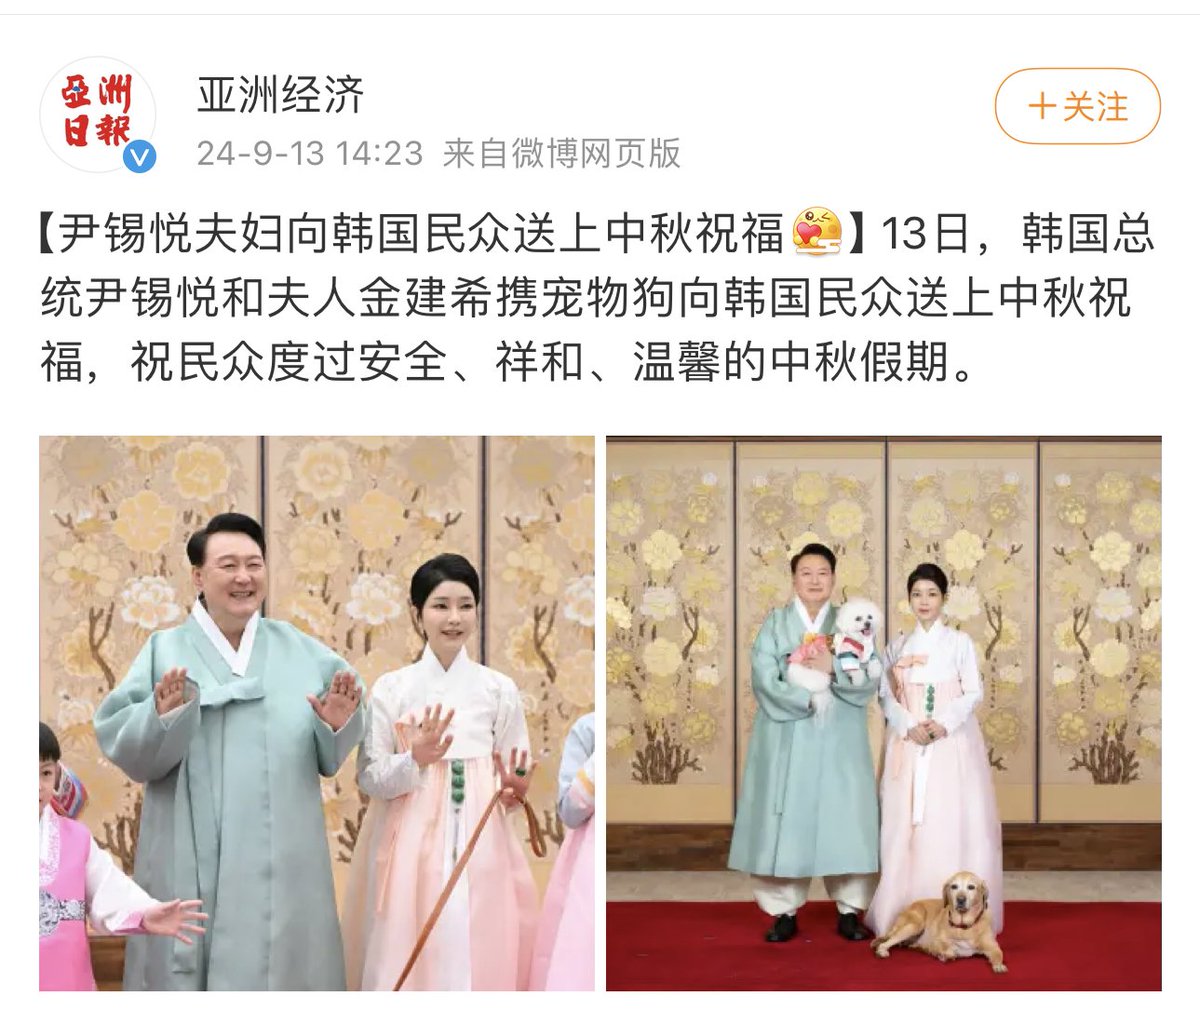 亞洲
日報
亚洲经济
24-9-13 14:23 来自微博网页版
+关注
【尹锡悦夫妇向韩国民众送上中秋祝福】13日，韩国总
统尹锡悦和夫人金建希携宠物狗向韩国民众送上中秋祝
福，祝民众度过安全、祥和、温馨的中秋假期。